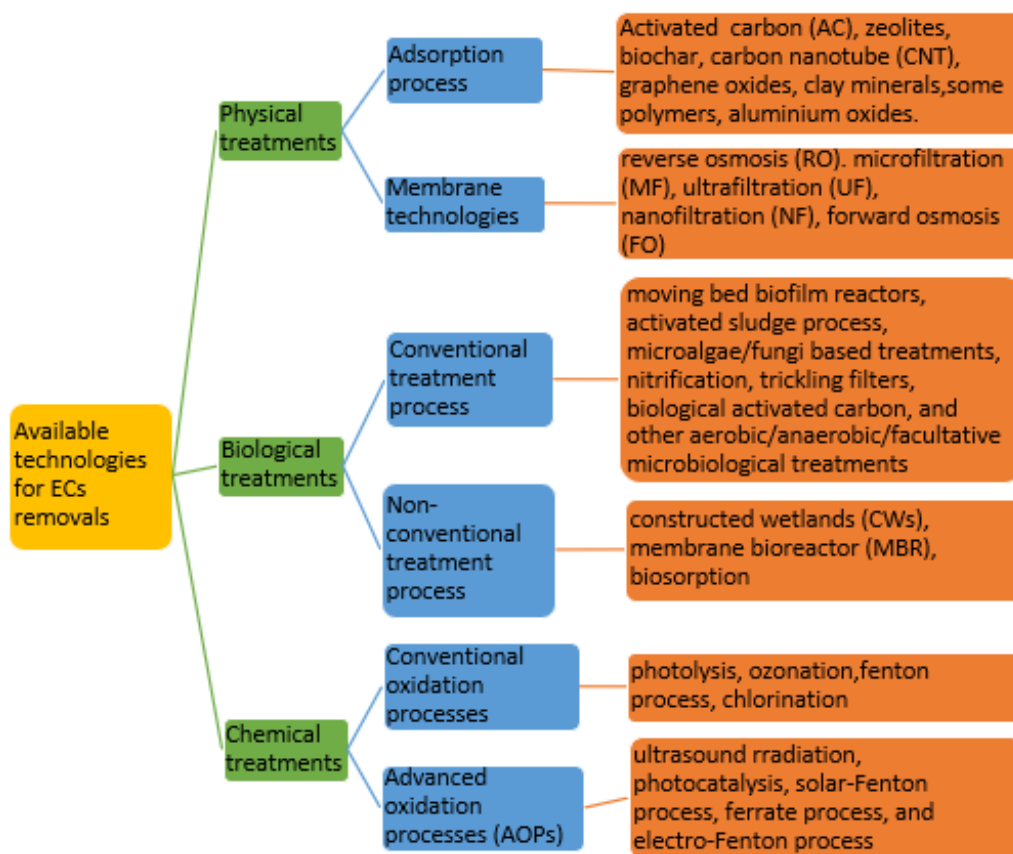 Available
technologies
for ECs
removals
Physical
treatments
Adsorption
process
Activated carbon (AC), zeolites,
biochar, carbon nanotube (CNT),
graphene oxides, clay minerals,some
polymers, aluminium oxides.
Membrane
technologies
reverse osmosis (RO). microfiltration
(MF), ultrafiltration (UF),
nanofiltration (NF), forward osmosis
(FO)
Biological
treatments
Conventional
treatment
process
moving bed biofilm reactors,
activated sludge process,
microalgae/fungi based treatments,
nitrification, trickling filters,
biological activated carbon, and
other aerobic/anaerobic/facultative
microbiological treatments
Non-
conventional
treatment
process
constructed wetlands (CWs),
membrane bioreactor (MBR),
biosorption
Chemical
treatments
Conventional
oxidation
processes
photolysis, ozonation,fenton
process, chlorination
Advanced
oxidation
processes (AOPs)
ultrasound rradiation,
photocatalysis, solar-Fenton
process, ferrate process, and
electro-Fenton process